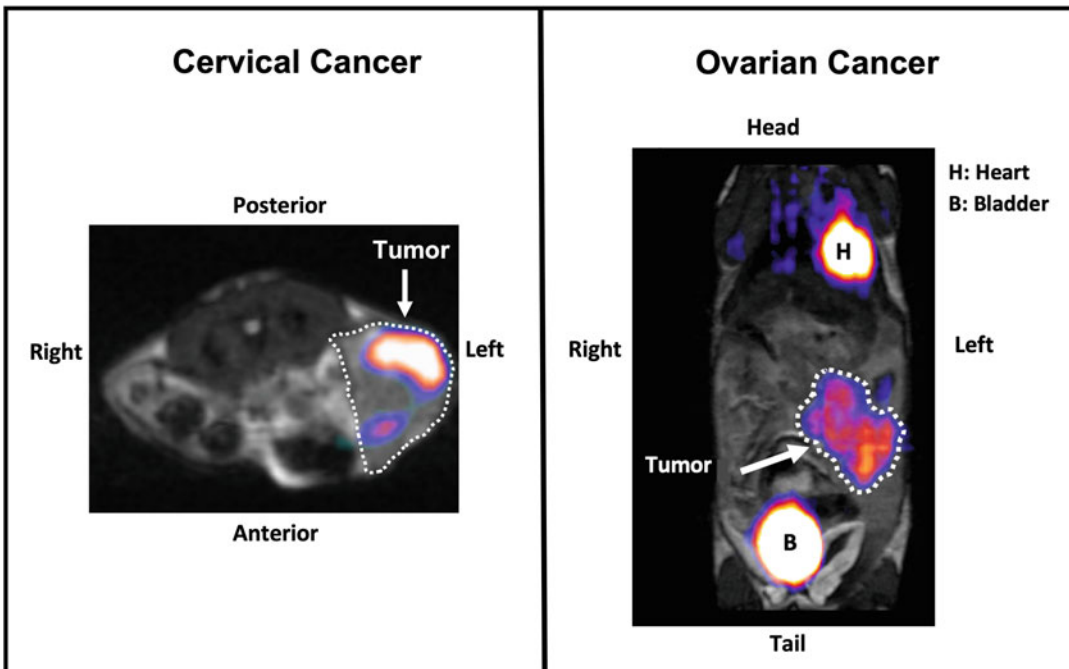 Cervical Cancer
Posterior
Tumor
Right
Left
Anterior
Ovarian Cancer
Head
H: Heart
B: Bladder
H
Right
Left
Tumor
B
Tail